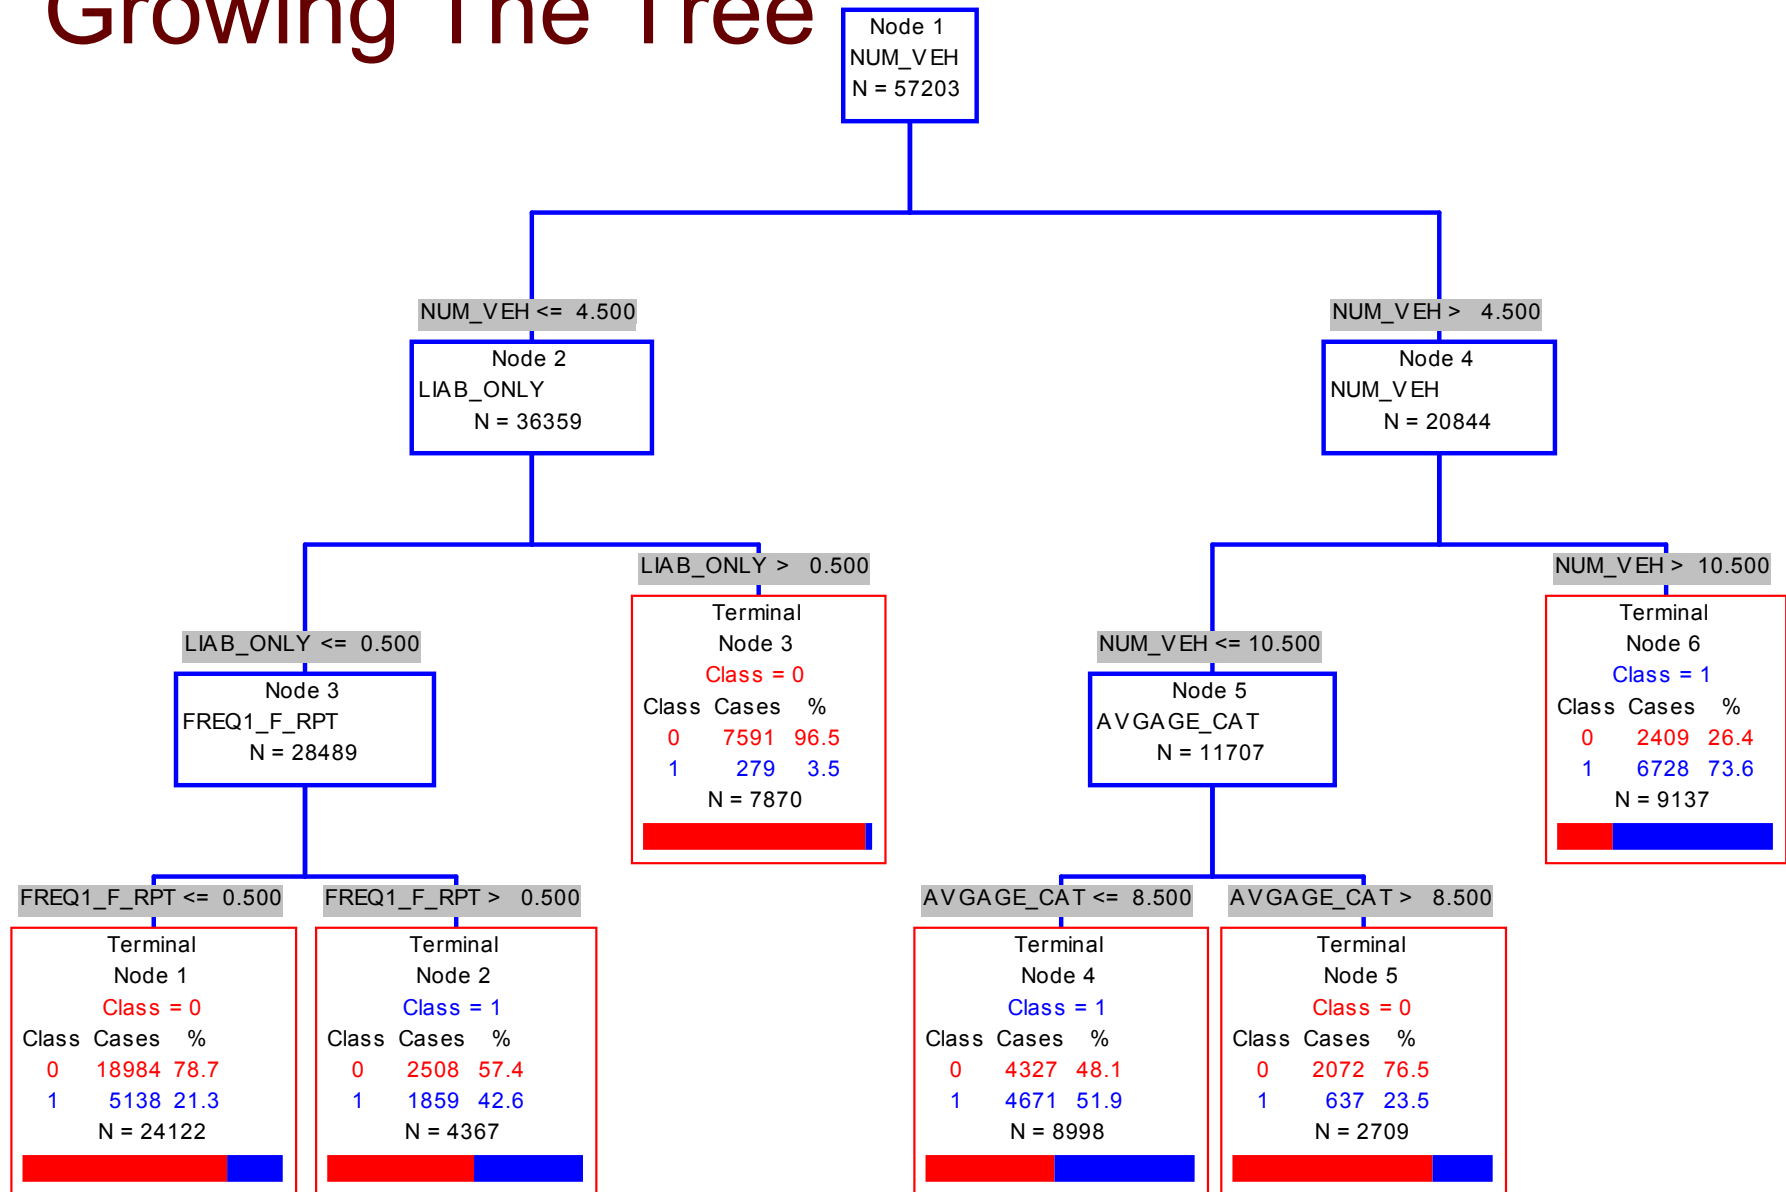 Growing The Tree
Node 1
NUM_VEH
N = 57203
NUM_VEH <= 4.500
NUM_VEH > 4.500
Node 2
LIAB_ONLY
N = 36359
Node 4
NUM_VEH
N = 20844
LIAB_ONLY > 0.500
NUM_VEH > 10.500
Terminal
Node 3
Class = 0
Class Cases %
0 7591 96.5
1 279 3.5
N = 7870
Terminal
Node 6
Class = 1
Class Cases %
0 2409 26.4
1 6728 73.6
N = 9137
LIAB_ONLY <= 0.500
NUM_VEH <= 10.500
Node 3
FREQ1_F_RPT
N = 28489
Node 5
AVGAGE_CAT
N = 11707
FREQ1_F_RPT <= 0.500
FREQ1_F_RPT > 0.500
AVGAGE_CAT <= 8.500
AVGAGE_CAT > 8.500
Terminal
Node 1
Class = 0
Class Cases %
0 18984 78.7
1 5138 21.3
N = 24122
Terminal
Node 2
Class = 1
Class Cases %
0 2508 57.4
1 1859 42.6
N = 4367
Terminal
Node 4
Class = 1
Class Cases %
0 4327 48.1
1 4671 51.9
N = 8998
Terminal
Node 5
Class = 0
Class Cases %
0 2072 76.5
1 637 23.5
N = 2709